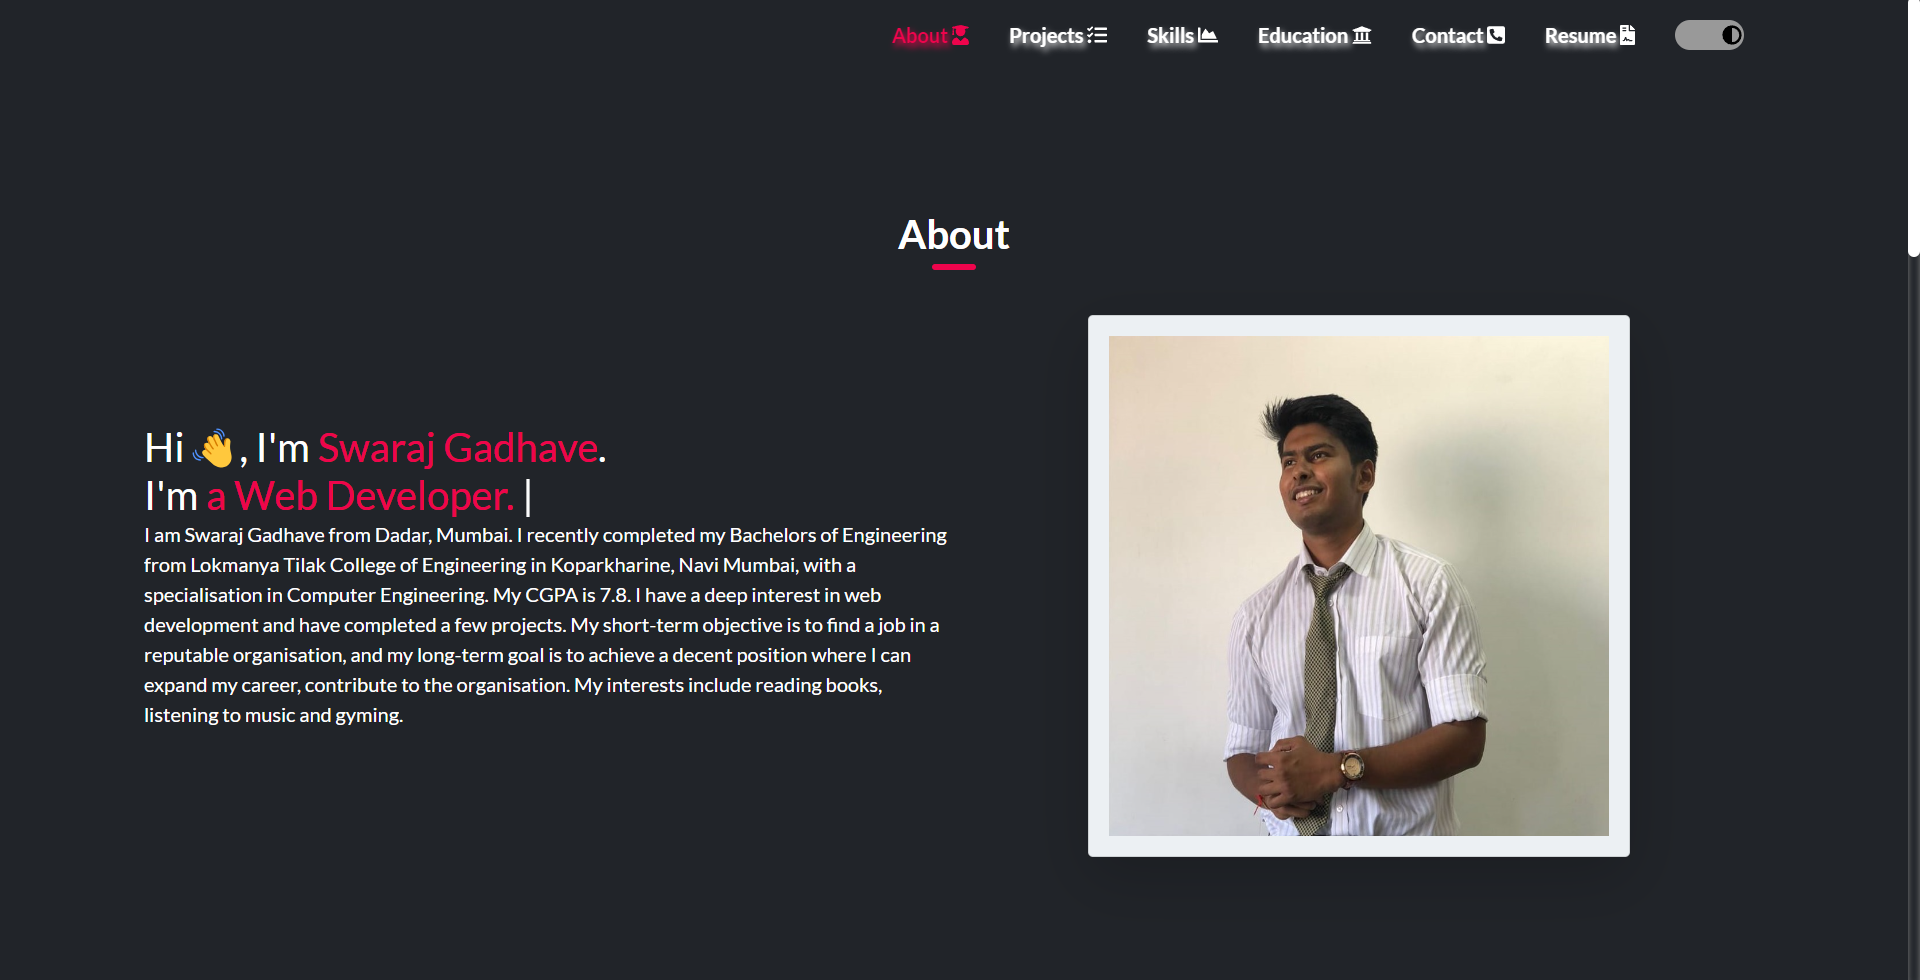 About Projects Skills Education Contact Resume
About
Hi 👋, I'm Swaraj Gadhave.
I'm a Web Developer. |
I am Swaraj Gadhave from Dadar, Mumbai. I recently completed my Bachelors of Engineering
from Lokmanya Tilak College of Engineering in Koparkharine, Navi Mumbai, with a
specialisation in Computer Engineering. My CGPA is 7.8. I have a deep interest in web
development and have completed a few projects. My short-term objective is to find a job in a
reputable organisation, and my long-term goal is to achieve a decent position where I can
expand my career, contribute to the organisation. My interests include reading books,
listening to music and gyming.